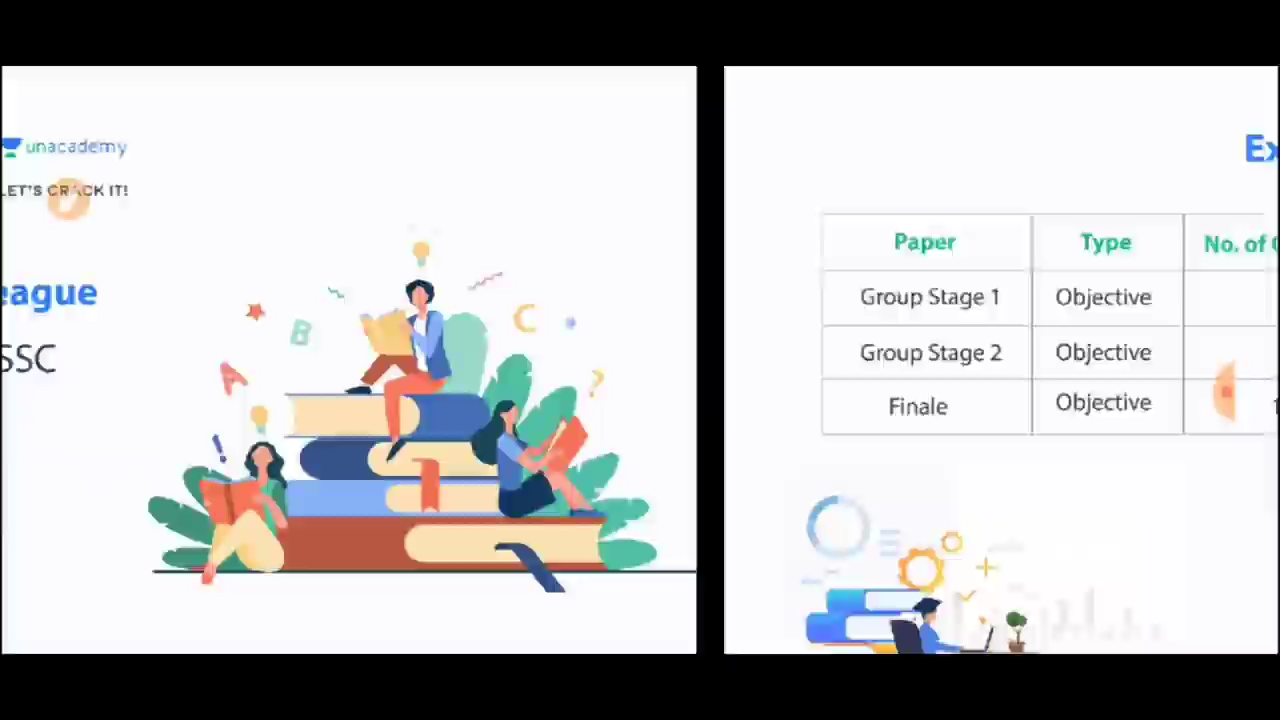 unacademy
LET'S CRACK IT!
eague
SSC
B
C
A
?
!
Ex
Paper Type No. of
Group Stage 1 Objective
Group Stage 2 Objective
Finale Objective